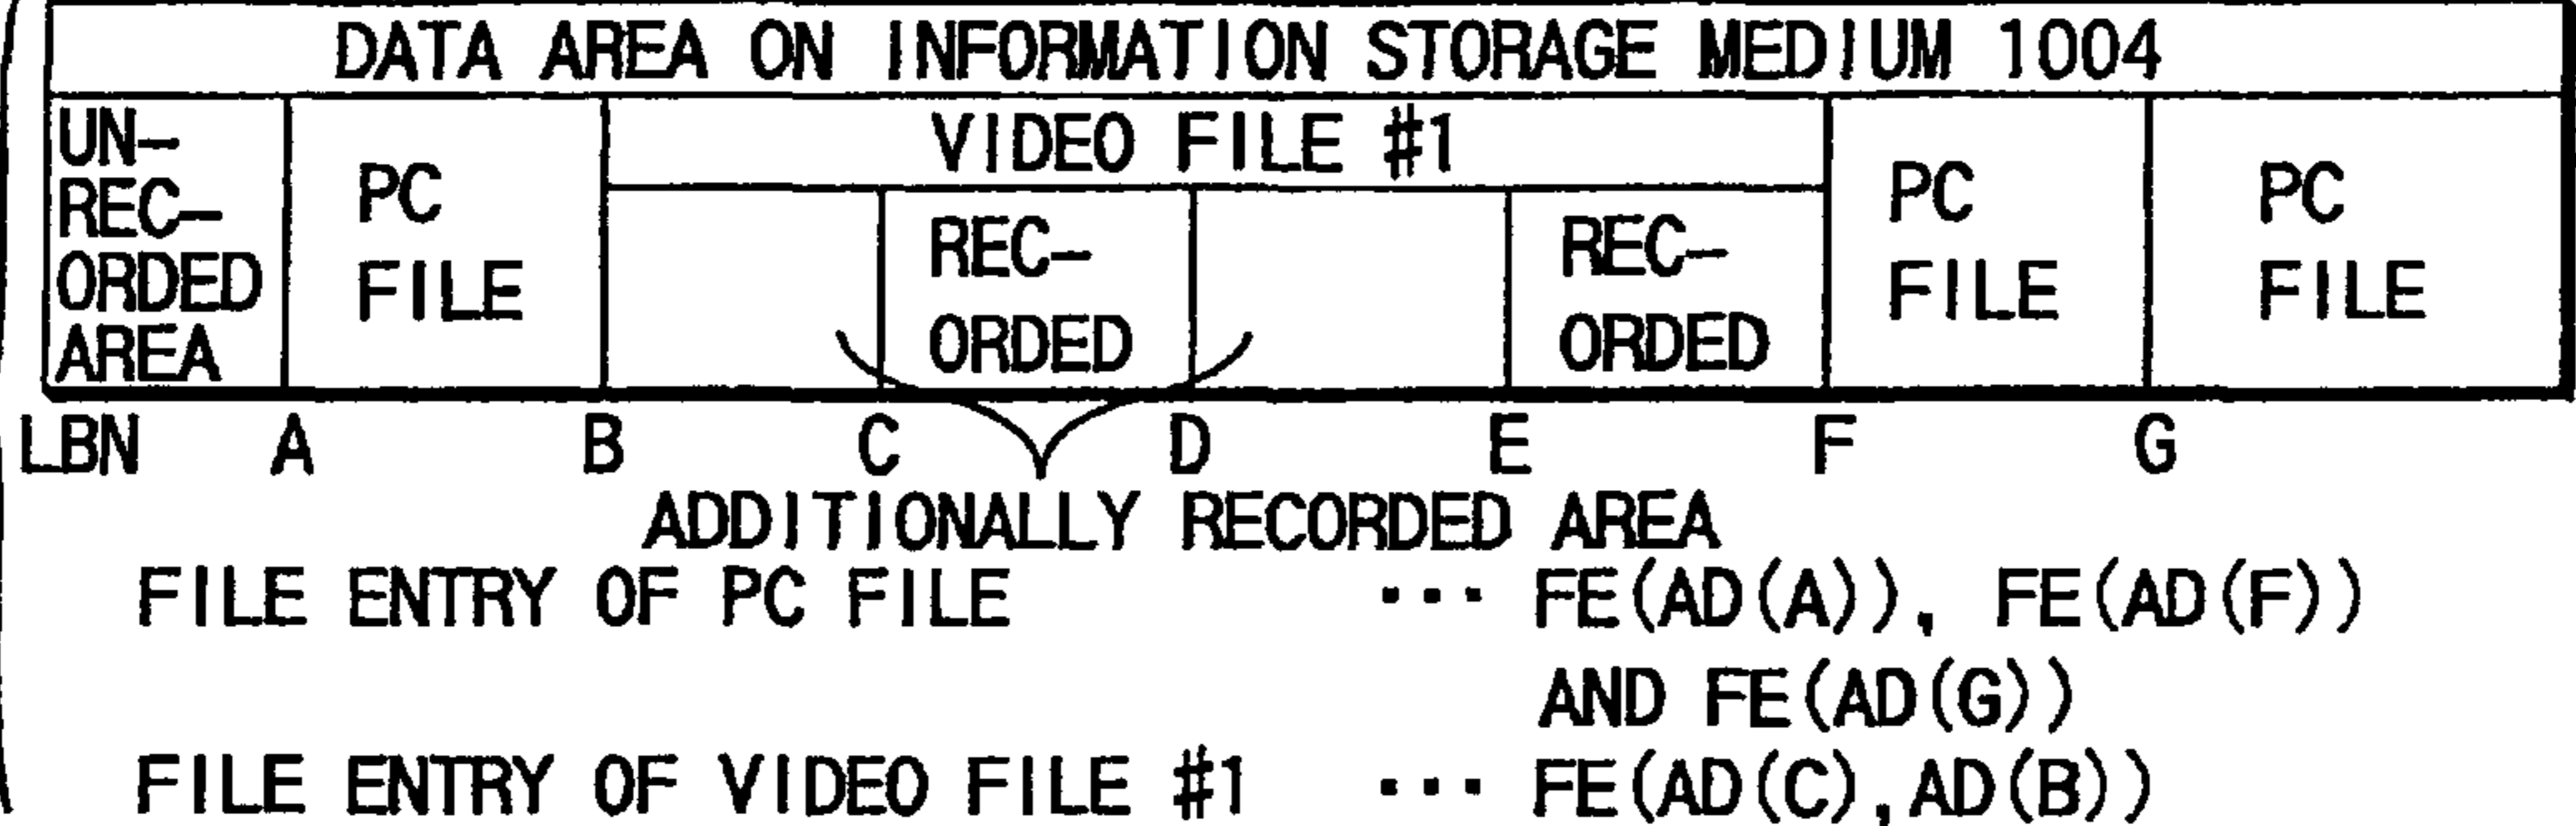 DATA AREA ON INFORMATION STORAGE MEDIUM 1004
UN-
REC-
ORDED
AREA
PC
FILE
VIDEO FILE #1
REC-
ORDED
REC-
ORDED
PC
FILE
PC
FILE
LBN A B C D E F G
ADDITIONALLY RECORDED AREA
FILE ENTRY OF PC FILE ··· FE(AD(A)), FE(AD(F))
AND FE(AD(G))
FILE ENTRY OF VIDEO FILE #1 ··· FE(AD(C),AD(B))